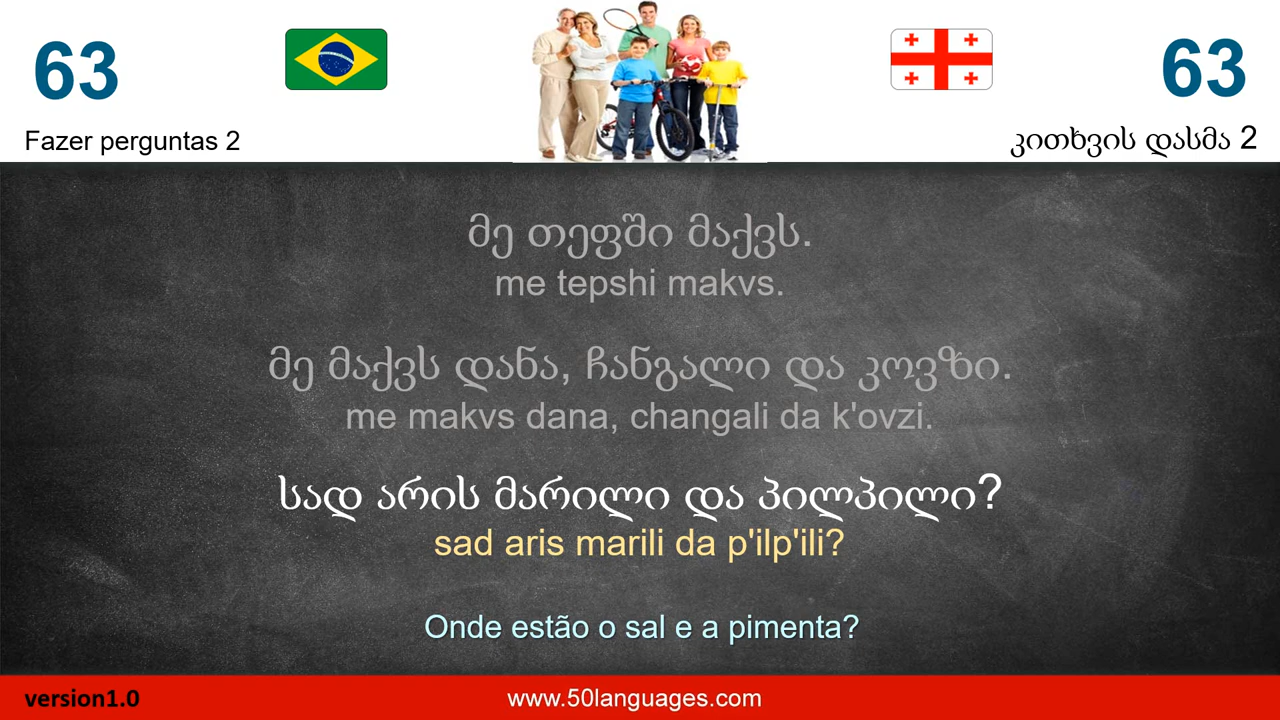 63
63
Fazer perguntas 2
კითხვის დასმა 2
მე თეფში მაქვს.
me tepshi makvs.
მე მაქვს დანა, ჩანგალი და კოვზი.
me makvs dana, changali da k'ovzi.
სად არის მარილი და პილპილი?
sad aris marili da p'ilp'ili?
Onde estão o sal e a pimenta?
version1.0
www.50languages.com